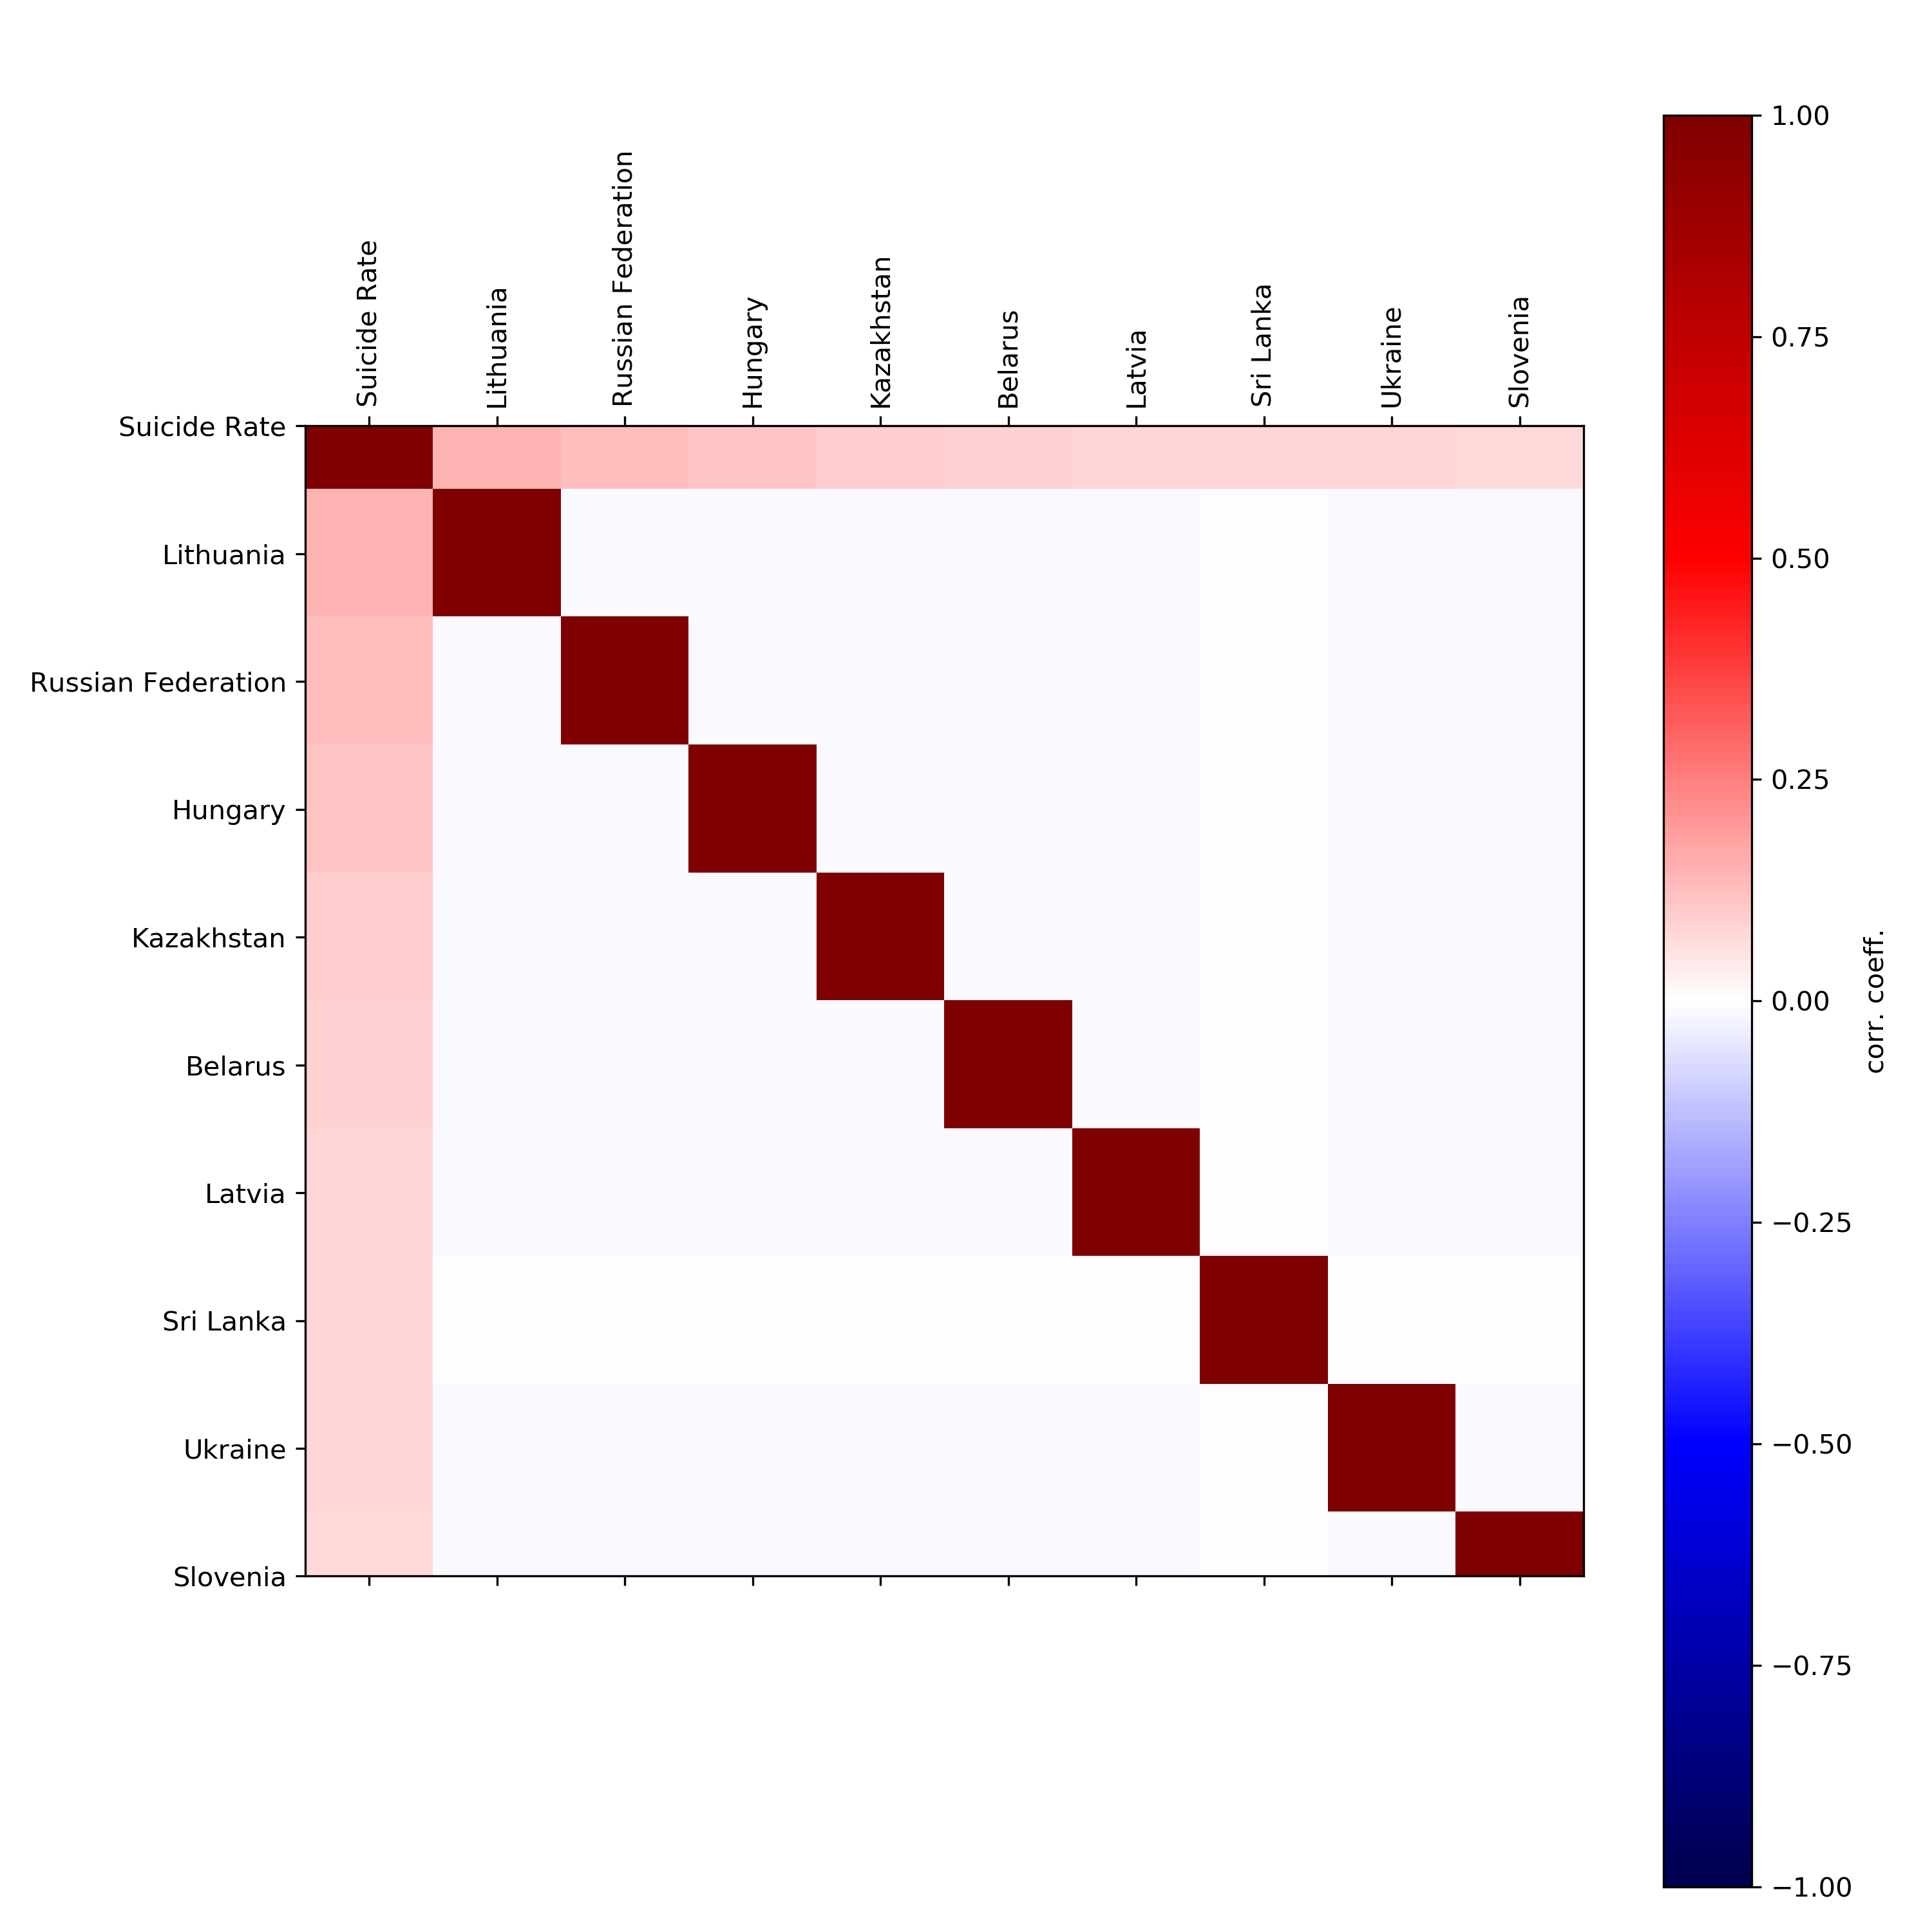 Suicide Rate
Lithuania
Russian Federation
Hungary
Kazakhstan
Belarus
Latvia
Sri Lanka
Ukraine
Slovenia
Suicide Rate
Lithuania
Russian Federation
Hungary
Kazakhstan
Belarus
Latvia
Sri Lanka
Ukraine
Slovenia
1.00
0.75
0.50
0.25
0.00
−0.25
−0.50
−0.75
−1.00
corr. coeff.